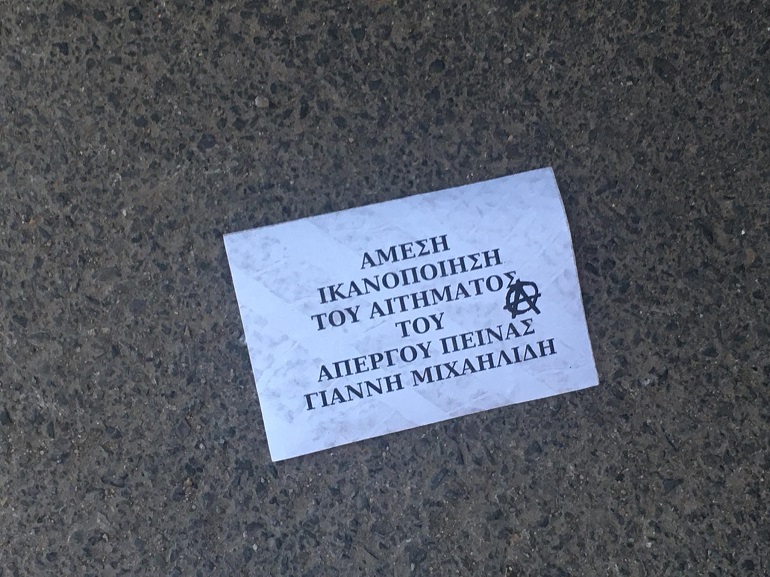 ΑΜΕΣΗ
ΙΚΑΝΟΠΟΙΗΣΗ
ΤΟΥ ΑΙΤΗΜΑΤΟΣ
ΤΟΥ
ΑΠΕΡΓΟΥ ΠΕΙΝΑΣ
ΓΙΑΝΝΗ ΜΙΧΑΗΛΙΔΗ